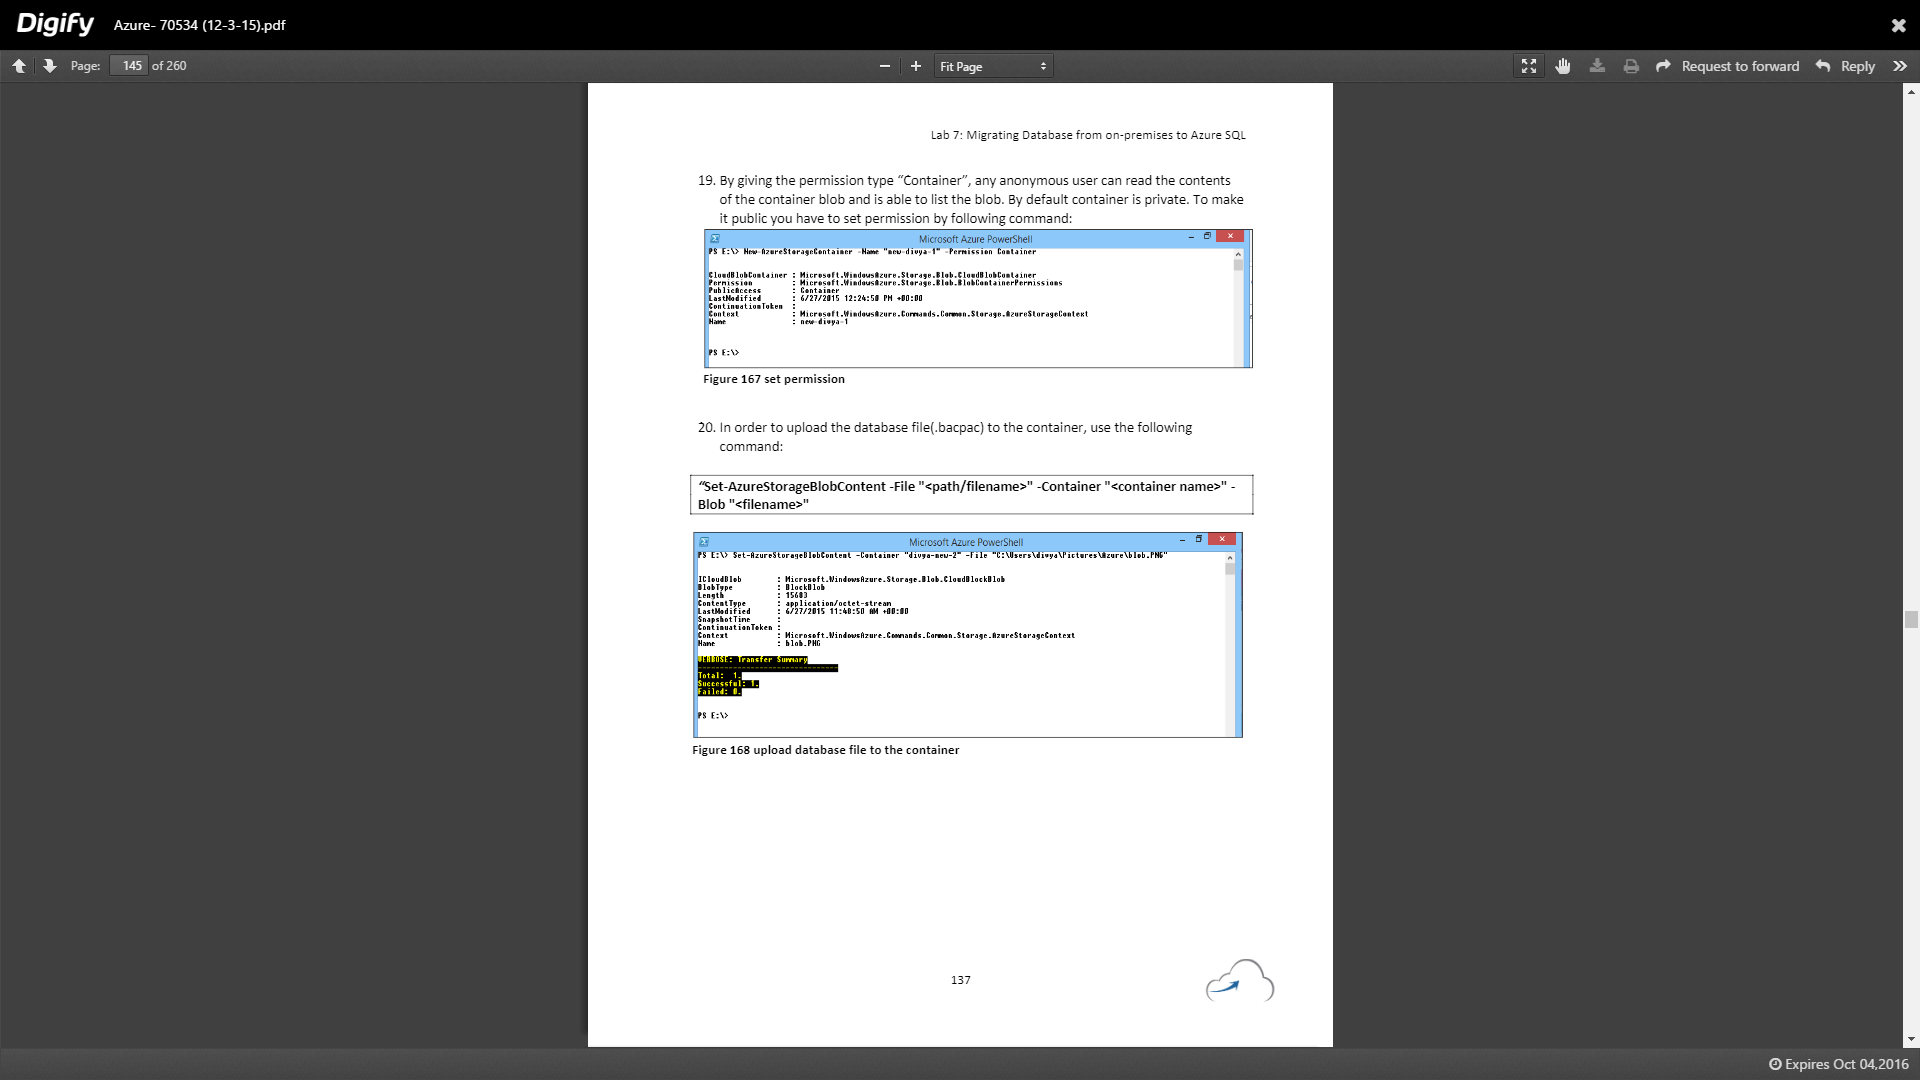 Digify Azure- 70534 (12-3-15).pdf
Page: 145 of 260 Fit Page Request to forward Reply
Lab 7: Migrating Database from on-premises to Azure SQL
19. By giving the permission type “Container”, any anonymous user can read the contents
of the container blob and is able to list the blob. By default container is private. To make
it public you have to set permission by following command:
Microsoft Azure PowerShell
PS E:\> New-AzureStorageContainer -Name "new-divya-1" -Permission Container
CloudBlobContainer : Microsoft.WindowsAzure.Storage.Blob.CloudBlobContainer
Permission : Microsoft.WindowsAzure.Storage.Blob.BlobContainerPermissions
PublicAccess : Container
LastModified : 6/27/2015 12:24:50 PM +00:00
ContinuationToken :
Context : Microsoft.WindowsAzure.Commands.Common.Storage.AzureStorageContext
Name : new-divya-1
PS E:\>
Figure 167 set permission
20. In order to upload the database file(.bacpac) to the container, use the following
command:
“Set-AzureStorageBlobContent -File "<path/filename>" -Container "<container name>" -
Blob "<filename>"
Microsoft Azure PowerShell
PS E:\> Set-AzureStorageBlobContent -Container "divya-new-2" -File "C:\Users\divya\Pictures\Azure\blob.PNG"
ICloudBlob : Microsoft.WindowsAzure.Storage.Blob.CloudBlockBlob
BlobType : BlockBlob
Length : 15603
ContentType : application/octet-stream
LastModified : 6/27/2015 11:48:50 AM +00:00
SnapshotTime :
ContinuationToken :
Context : Microsoft.WindowsAzure.Commands.Common.Storage.AzureStorageContext
Name : blob.PNG
VERBOSE: Transfer Summary
--------------------------------
Total: 1.
Successful: 1.
Failed: 0.
PS E:\>
Figure 168 upload database file to the container
137
Expires Oct 04,2016